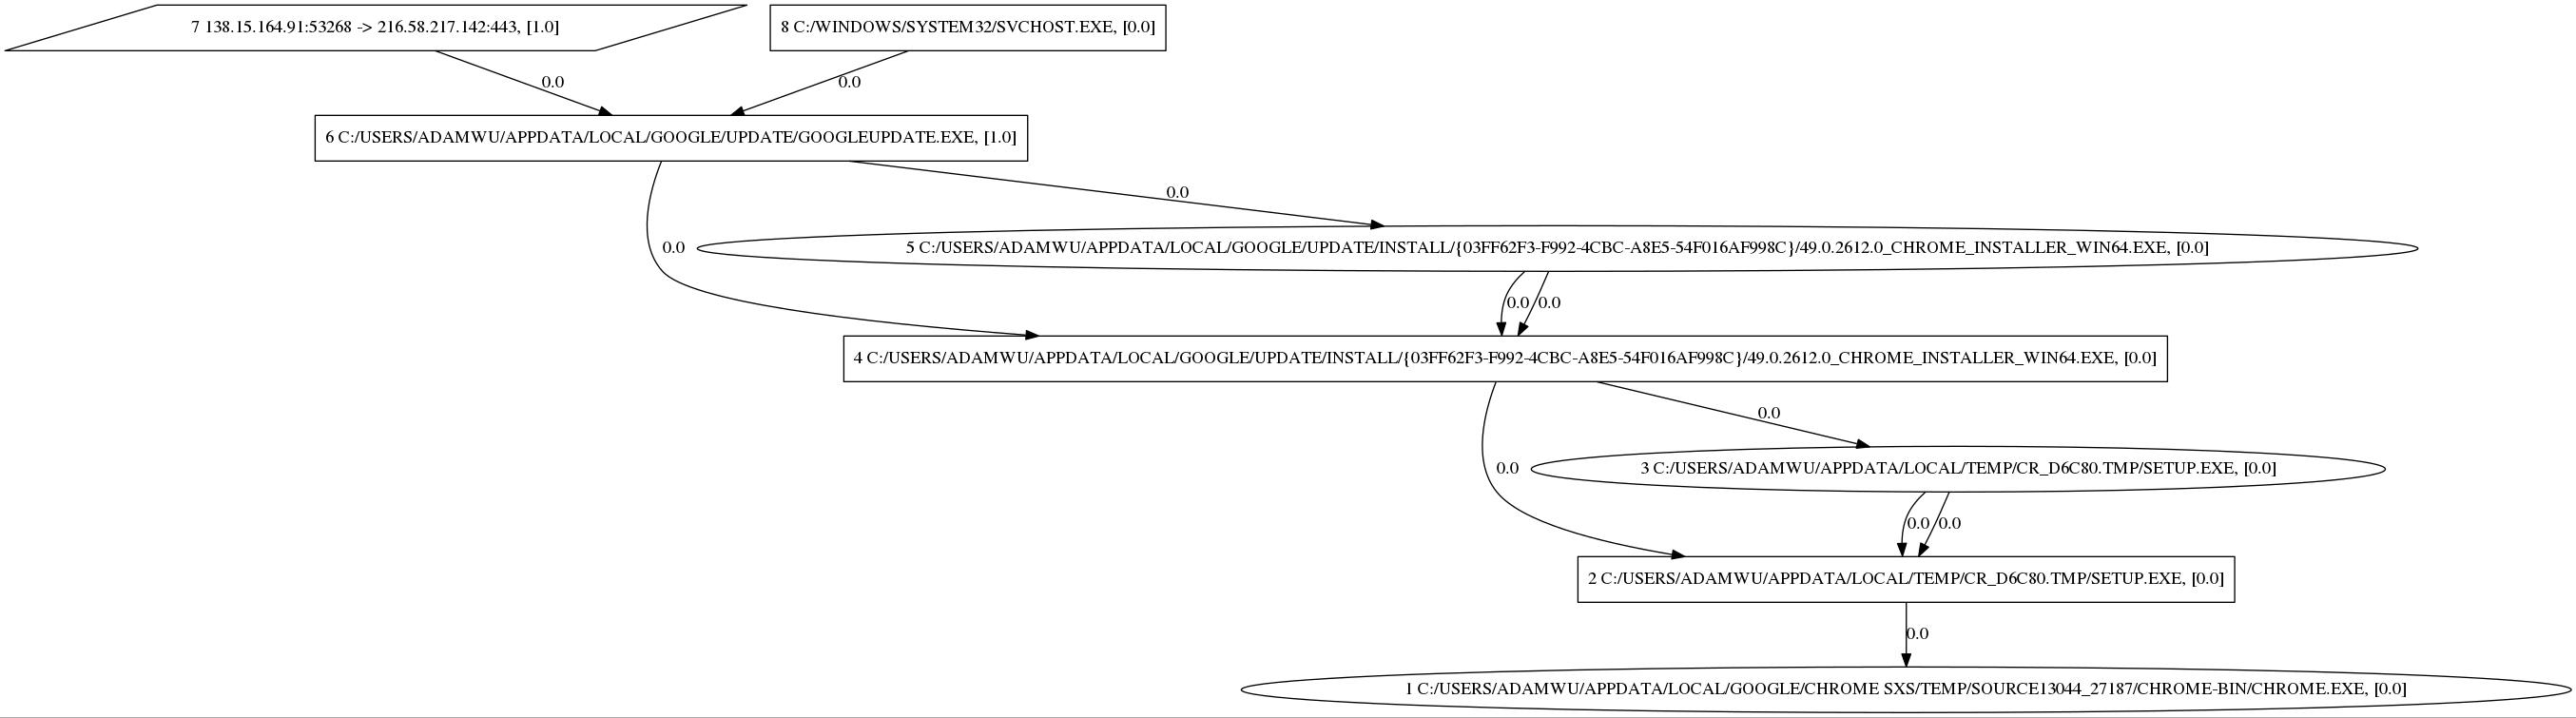 7 138.15.164.91:53268 -> 216.58.217.142:443, [1.0]
8 C:/WINDOWS/SYSTEM32/SVCHOST.EXE, [0.0]
0.0
0.0
6 C:/USERS/ADAMWU/APPDATA/LOCAL/GOOGLE/UPDATE/GOOGLEUPDATE.EXE, [1.0]
0.0
0.0
5 C:/USERS/ADAMWU/APPDATA/LOCAL/GOOGLE/UPDATE/INSTALL/{03FF62F3-F992-4CBC-A8E5-54F016AF998C}/49.0.2612.0_CHROME_INSTALLER_WIN64.EXE, [0.0]
0.0
0.0
4 C:/USERS/ADAMWU/APPDATA/LOCAL/GOOGLE/UPDATE/INSTALL/{03FF62F3-F992-4CBC-A8E5-54F016AF998C}/49.0.2612.0_CHROME_INSTALLER_WIN64.EXE, [0.0]
0.0
0.0
3 C:/USERS/ADAMWU/APPDATA/LOCAL/TEMP/CR_D6C80.TMP/SETUP.EXE, [0.0]
0.0
0.0
2 C:/USERS/ADAMWU/APPDATA/LOCAL/TEMP/CR_D6C80.TMP/SETUP.EXE, [0.0]
0.0
1 C:/USERS/ADAMWU/APPDATA/LOCAL/GOOGLE/CHROME SXS/TEMP/SOURCE13044_27187/CHROME-BIN/CHROME.EXE, [0.0]